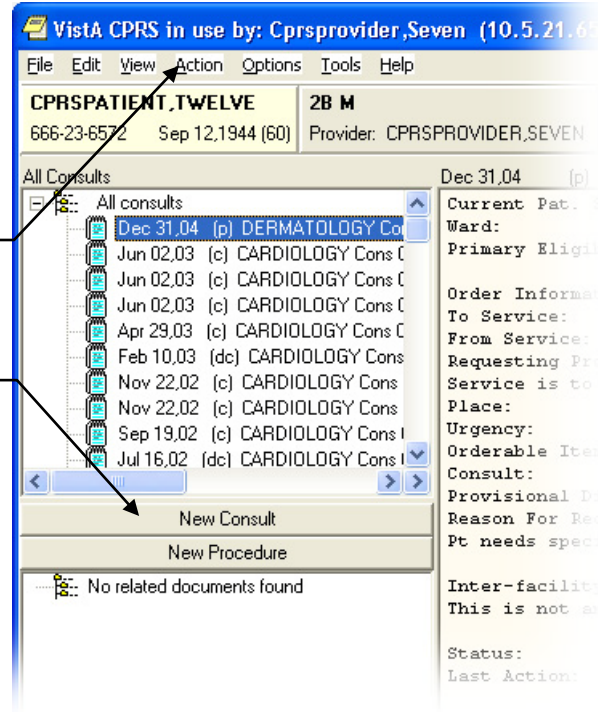 VistA CPRS in use by: Cprsprovider,Seven (10.5.21.65
File Edit View Action Options Tools Help
CPRSPATIENT,TWELVE
666-23-6572 Sep 12,1944 (60)
2B M
Provider: CPRSPROVIDER,SEVEN
All Consults
All consults
Dec 31,04 (p) DERMATOLOGY Co
Jun 02,03 (c) CARDIOLOGY Cons
Jun 02,03 (c) CARDIOLOGY Cons
Jun 02,03 (c) CARDIOLOGY Cons
Apr 29,03 (c) CARDIOLOGY Cons
Feb 10,03 (dc) CARDIOLOGY Cons
Nov 22,02 (c) CARDIOLOGY Cons
Nov 22,02 (c) CARDIOLOGY Cons
Sep 19,02 (c) CARDIOLOGY Cons
Jul 16,02 (dc) CARDIOLOGY Cons
New Consult
New Procedure
No related documents found
Dec 31,04 (p)
Current Pat.
Ward:
Primary Eligi
Order Informa
To Service:
From Service:
Requesting Pr
Service is to
Place:
Urgency:
Orderable Ite
Consult:
Provisional D
Reason For Re
Pt needs spec
Inter-facilit
This is not a
Status:
Last Action: